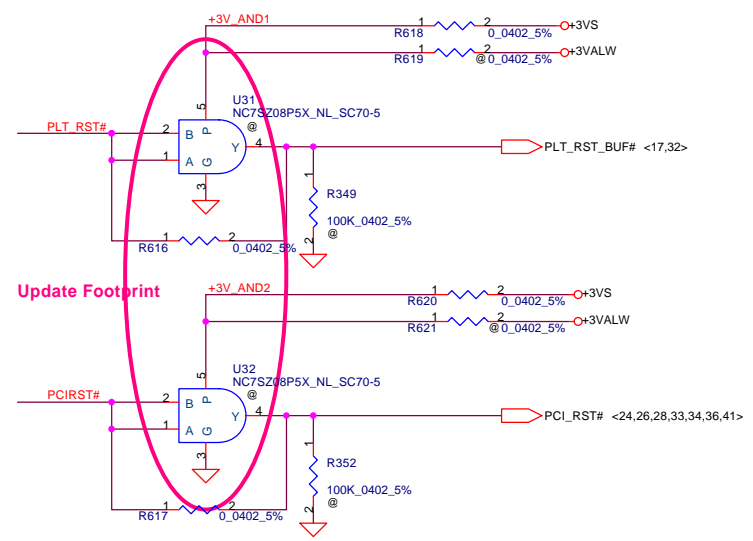 +3V_AND1
1 2
R618 0_0402_5% +3VS
1 2
R619 @ 0_0402_5% +3VALW
U31
NC7SZ08P5X_NL_SC70-5
@
5
P
PLT_RST# 2 B
1 A Y 4
G
3
PLT_RST_BUF# <17,32>
1
R349
100K_0402_5%
@
2
1 2
R616 0_0402_5%
Update Footprint
+3V_AND2
1 2
R620 0_0402_5% +3VS
1 2
R621 @ 0_0402_5% +3VALW
U32
NC7SZ08P5X_NL_SC70-5
@
5
P
PCIRST# 2 B
1 A Y 4
G
3
PCI_RST# <24,26,28,33,34,36,41>
1
R352
100K_0402_5%
@
2
1 2
R617 0_0402_5%